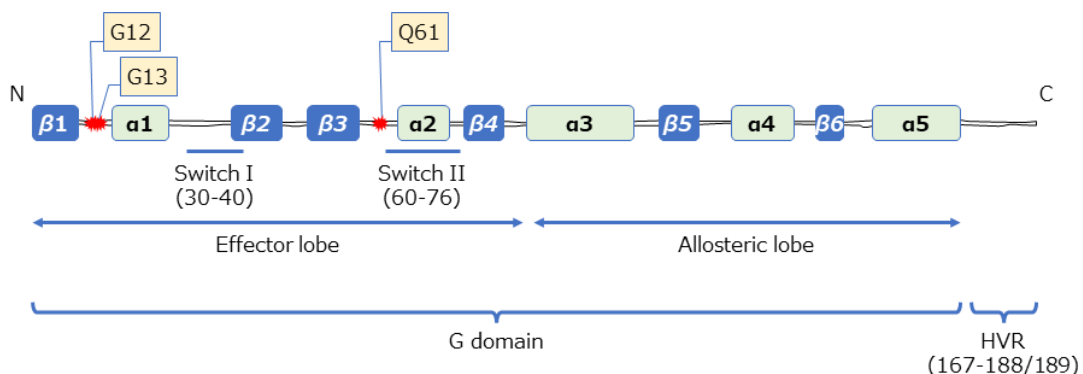 G12
Q61
G13
N
C
β1
α1
β2
β3
α2
β4
α3
β5
α4
β6
α5
Switch I
(30-40)
Switch II
(60-76)
Effector lobe
Allosteric lobe
G domain
HVR
(167-188/189)